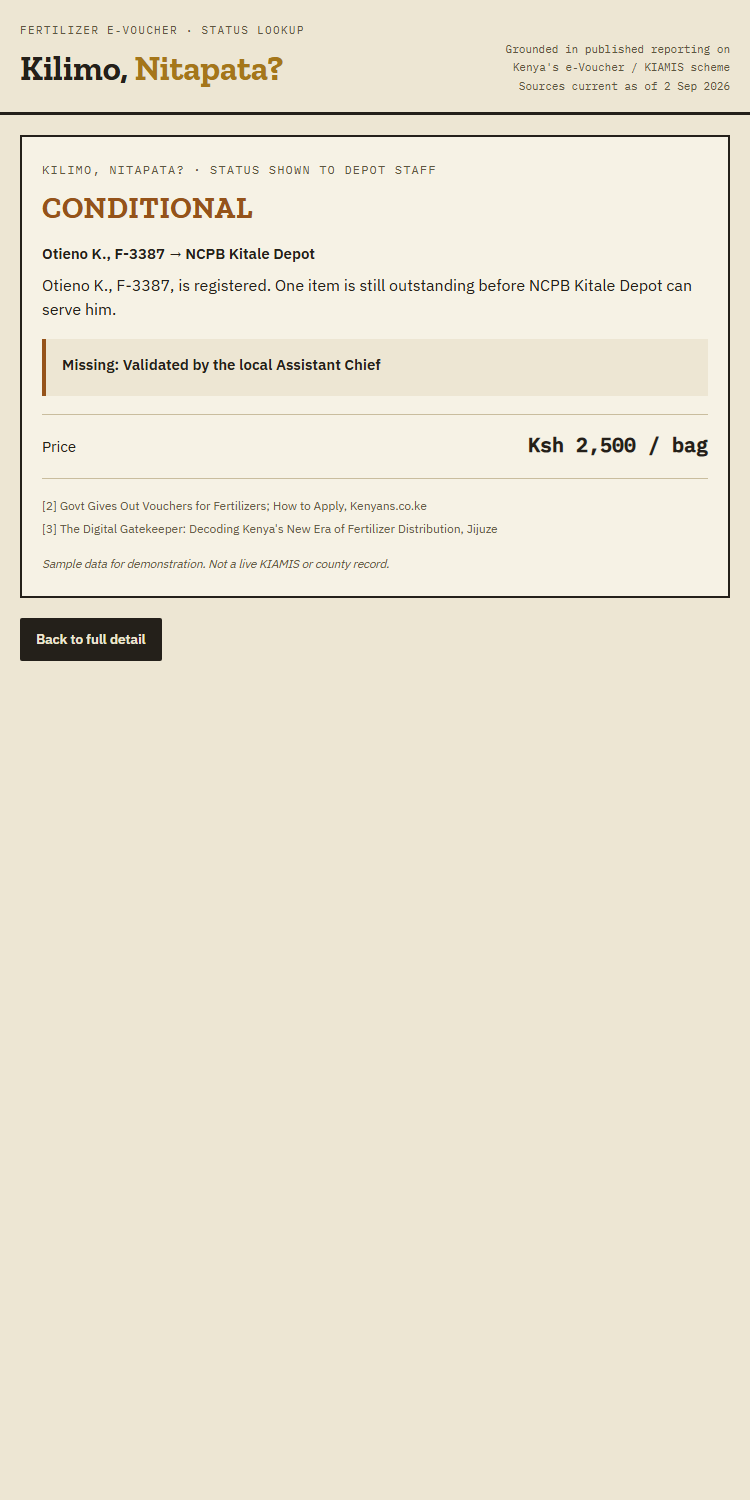 FERTILIZER E-VOUCHER · STATUS LOOKUP
Kilimo, Nitapata?
Grounded in published reporting on
Kenya's e-Voucher / KIAMIS scheme
Sources current as of 2 Sep 2026
KILIMO, NITAPATA? · STATUS SHOWN TO DEPOT STAFF
CONDITIONAL
Otieno K., F-3387 → NCPB Kitale Depot
Otieno K., F-3387, is registered. One item is still outstanding before NCPB Kitale Depot can
serve him.
Missing: Validated by the local Assistant Chief
Price
Ksh 2,500 / bag
[2] Govt Gives Out Vouchers for Fertilizers; How to Apply, Kenyans.co.ke
[3] The Digital Gatekeeper: Decoding Kenya's New Era of Fertilizer Distribution, Jijuze
Sample data for demonstration. Not a live KIAMIS or county record.
Back to full detail